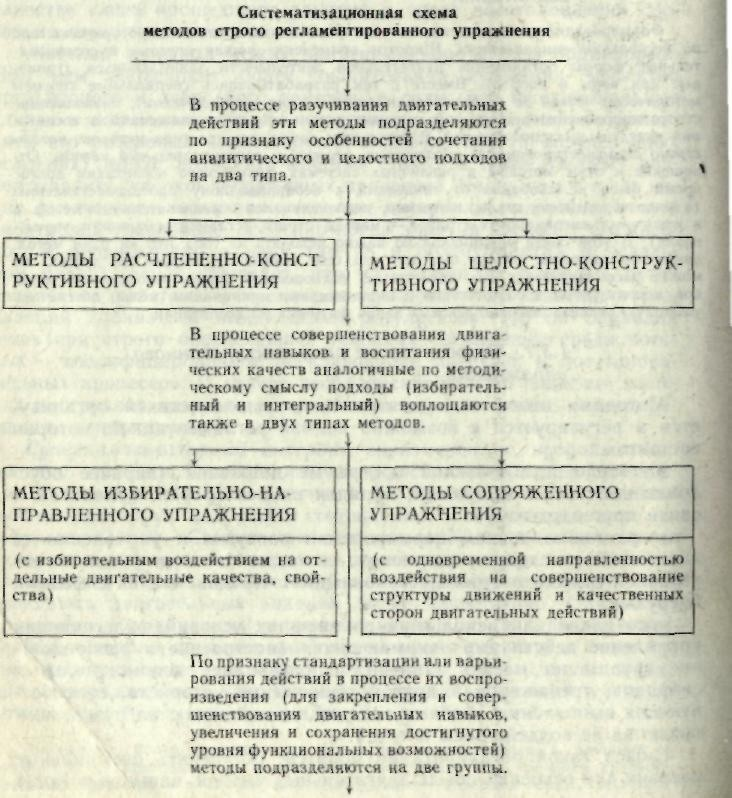 Систематизационная схема
методов строго регламентированного упражнения
В процессе разучивания двигательных
действий эти методы подразделяются
по признаку особенностей сочетания
аналитического и целостного подходов
на два типа.
МЕТОДЫ РАСЧЛЕНЕННО-КОНСТ-
РУКТИВНОГО УПРАЖНЕНИЯ
МЕТОДЫ ЦЕЛОСТНО-КОНСТРУК-
ТИВНОГО УПРАЖНЕНИЯ
В процессе совершенствования двига-
тельных навыков и воспитания физи-
ческих качеств аналогичные по методи-
ческому смыслу подходы (избиратель-
ный и интегральный) воплощаются
также в двух типах методов.
МЕТОДЫ ИЗБИРАТЕЛЬНО-НА-
ПРАВЛЕННОГО УПРАЖНЕНИЯ
(с избирательным воздействием на от-
дельные двигательные качества, свой-
ства)
МЕТОДЫ СОПРЯЖЕННОГО
УПРАЖНЕНИЯ
(с одновременной направленностью
воздействия на совершенствование
структуры движений и качественных
сторон двигательных действий)
По признаку стандартизации или варьи-
рования действий в процессе их воспро-
изведения (для закрепления и совер-
шенствования двигательных навыков,
увеличения и сохранения достигнутого
уровня функциональных возможностей)
методы подразделяются на две группы.